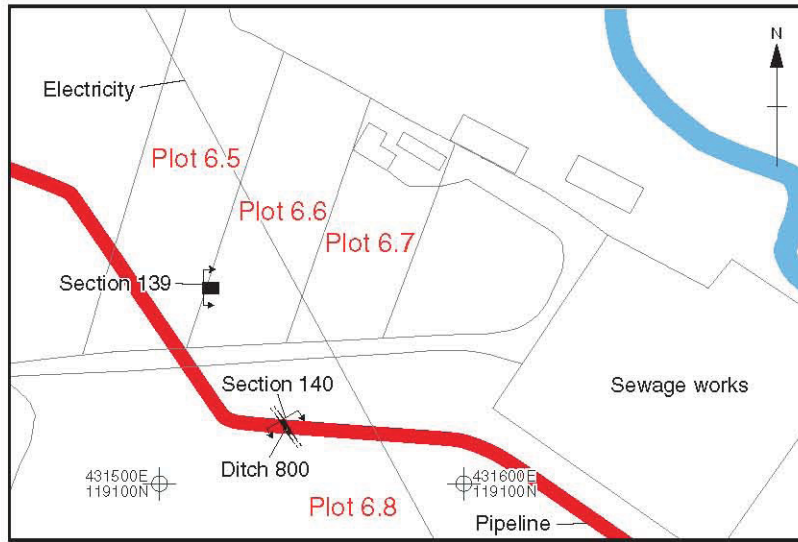 N
Electricity
Plot 6.5
Plot 6.6
Plot 6.7
Section 139
Section 140
Sewage works
Ditch 800
431500E
119100N
431600E
119100N
Plot 6.8
Pipeline